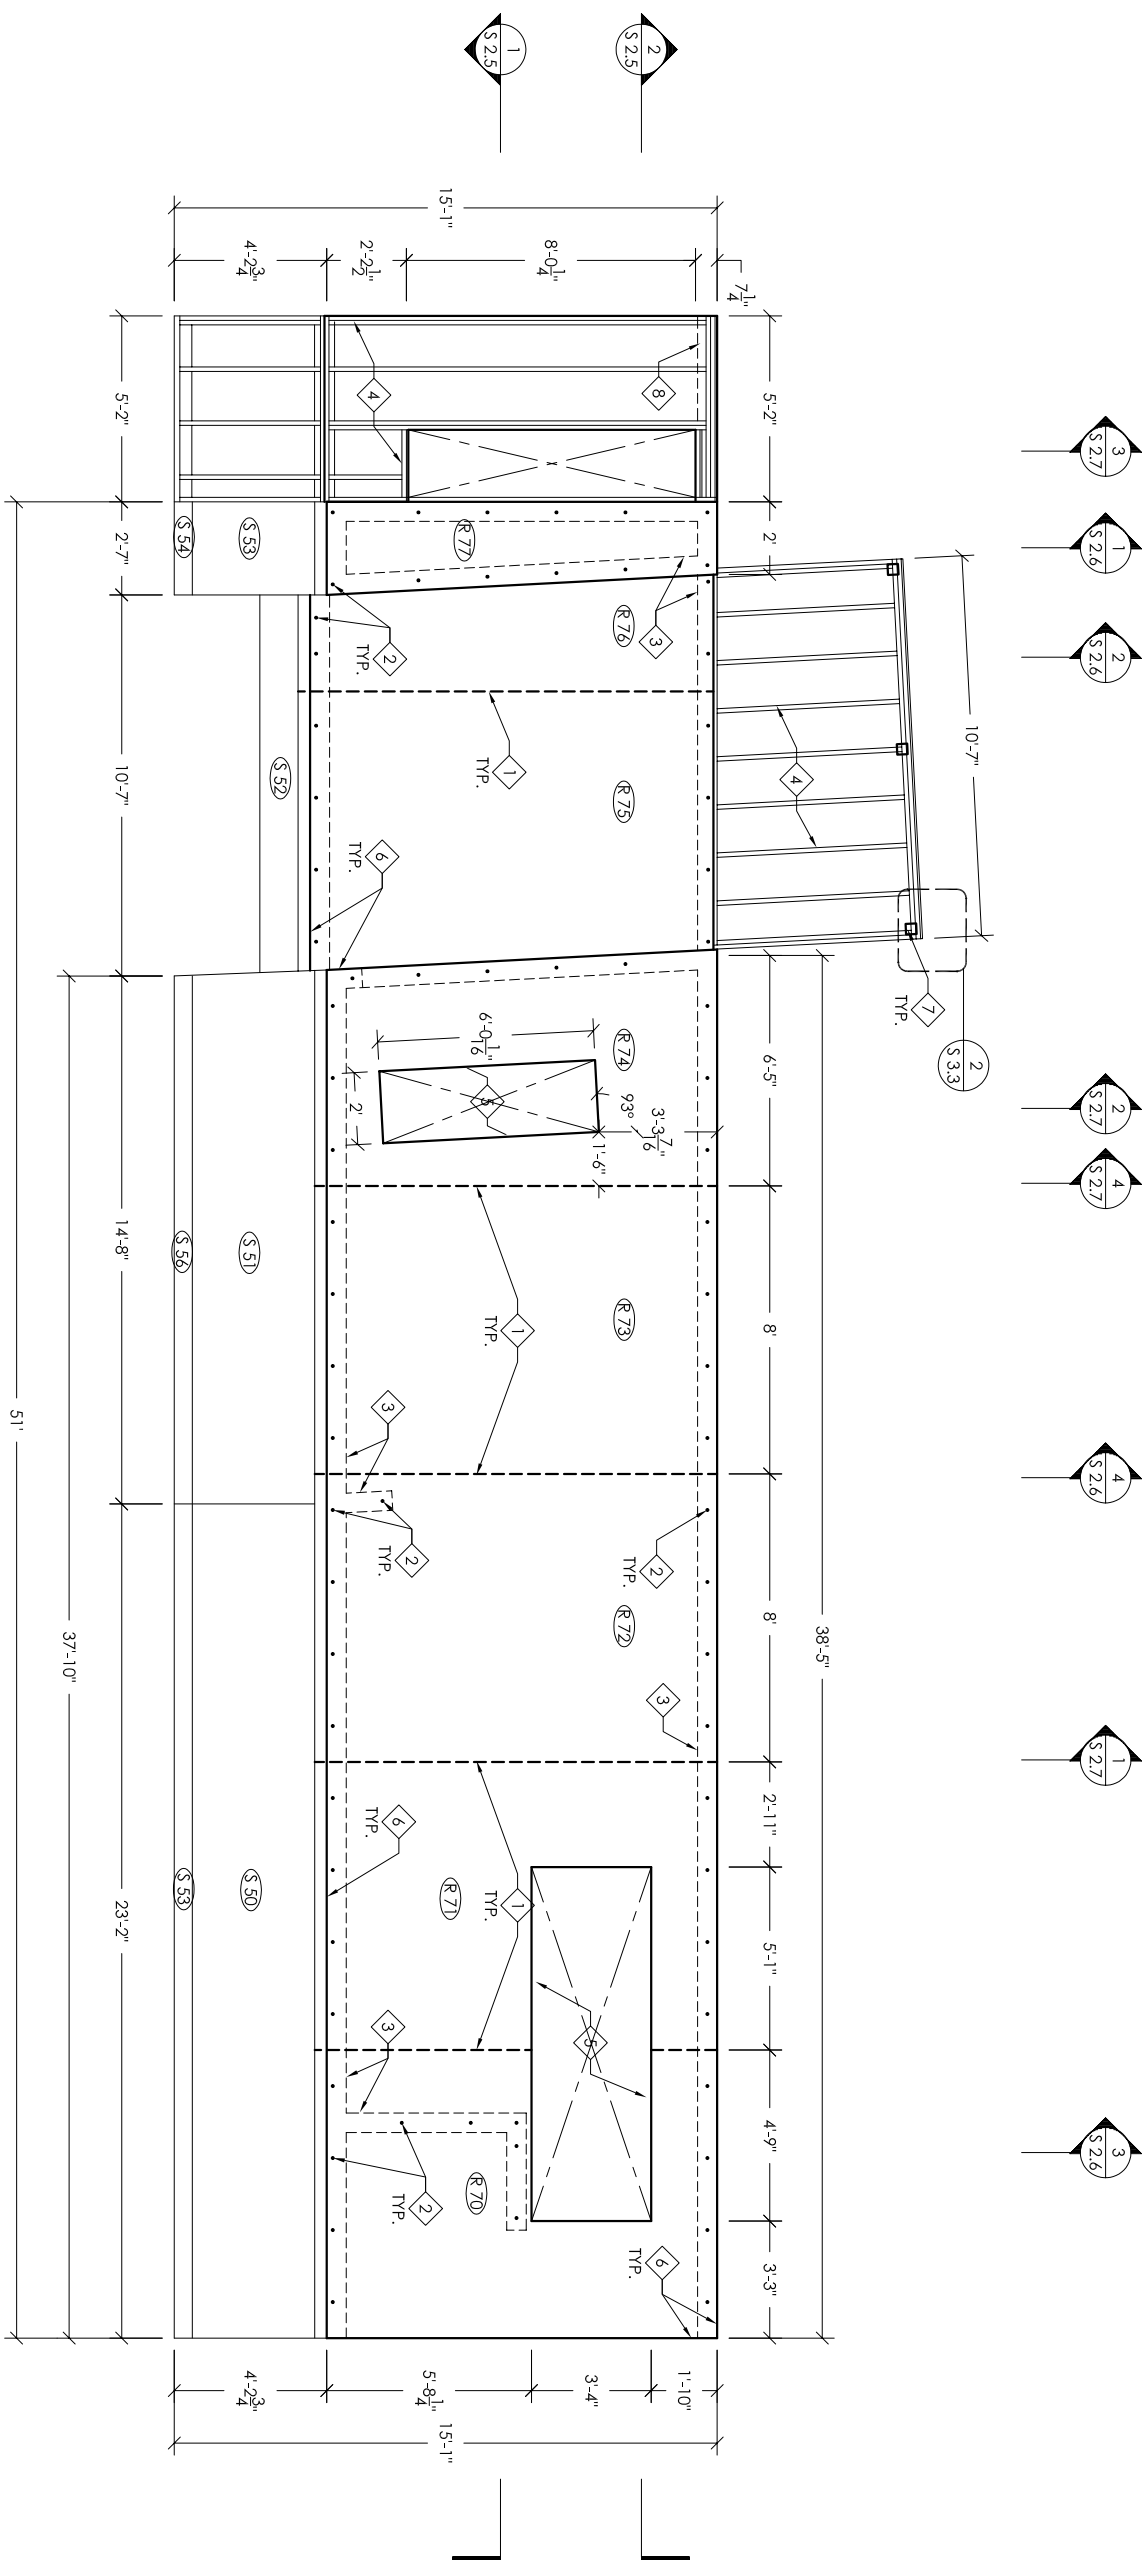 1
S 2.5
2
S 2.5
15'-1"
4'-2 3/4"
2'-2 1/2"
8'-0 1/4"
7 1/4"
5'-2"
5'-2"
4
8
3
S 2.7
1
S 2.6
2
S 2.6
2'-7"
S 54
S 53
R 77
2'
10'-7"
S 52
2
TYP.
R 76
3
1
TYP.
R 75
4
10'-7"
6
TYP.
7
TYP.
2
S 3.3
6'-0 1/16"
R 74
6'-5"
5
2'
93°
3'-3 7/16"
1'-6"
2
S 2.7
4
S 2.7
14'-8"
S 56
S 51
1
TYP.
R 73
8'
3
51'
4
S 2.6
2
TYP.
2
TYP.
37'-10"
R 72
8'
38'-5"
3
1
S 2.7
6
TYP.
2'-11"
23'-2"
S 53
S 50
R 71
1
TYP.
5'-1"
3
5
2
TYP.
R 70
4'-9"
3
S 2.6
6
TYP.
3'-3"
4'-2 3/4"
5'-8 1/4"
3'-4"
1'-10"
15'-1"